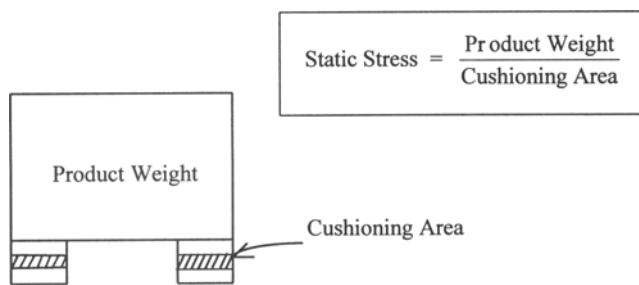 Static Stress = Product Weight
Cushioning Area
Product Weight
Cushioning Area